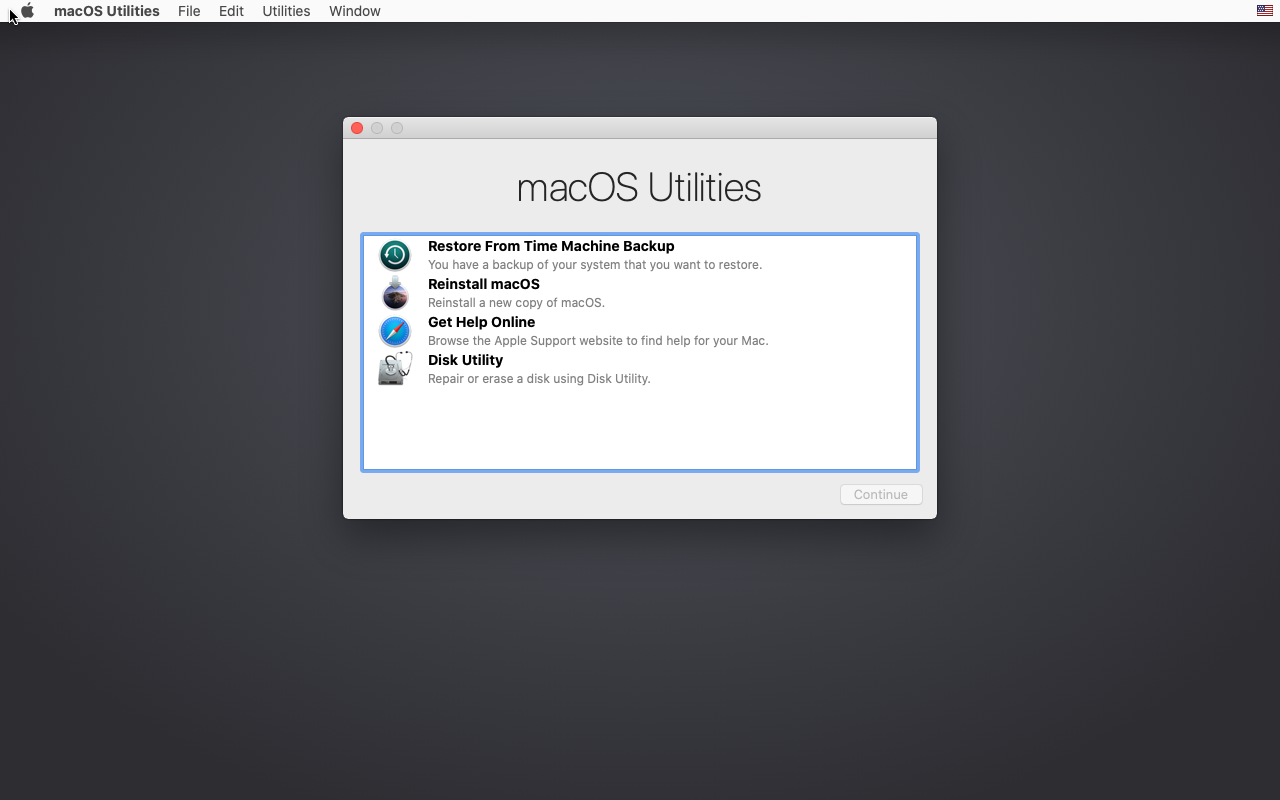 macOS Utilities File Edit Utilities Window
macOS Utilities
Restore From Time Machine Backup
You have a backup of your system that you want to restore.
Reinstall macOS
Reinstall a new copy of macOS.
Get Help Online
Browse the Apple Support website to find help for your Mac.
Disk Utility
Repair or erase a disk using Disk Utility.
Continue